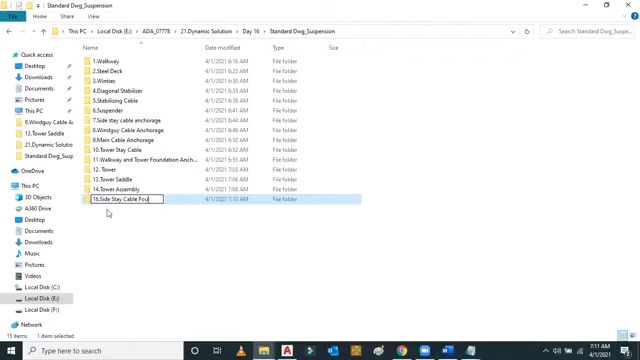 Standard Dwg_Suspension
File Home Share View
This PC > Local Disk (E:) > ADA_07778 > 21.Dynamic Solution > Day 16 > Standard Dwg_Suspension
Search Standard Dwg_Suspension
Name Date modified Type Size
Quick access
Desktop
Downloads
Documents
Pictures
This PC
8.Windguy Cable Anch
13.Tower Saddle
21.Dynamic Solution
Standard Dwg_Suspens
OneDrive
This PC
3D Objects
A360 Drive
Desktop
Documents
Downloads
Music
Pictures
Videos
Local Disk (C:)
Local Disk (E:)
Local Disk (F:)
Network
1.Walkway 4/1/2021 6:16 AM File folder
2.Steel Deck 4/1/2021 6:23 AM File folder
3.Winties 4/1/2021 6:30 AM File folder
4.Diagonal Stabilizer 4/1/2021 6:35 AM File folder
5.Stabilizing Cable 4/1/2021 6:38 AM File folder
6.Suspender 4/1/2021 6:40 AM File folder
7.Side stay cable anchorage 4/1/2021 6:44 AM File folder
8.Windguy Cable Anchorage 4/1/2021 6:46 AM File folder
9.Main Cable Anchorage 4/1/2021 6:50 AM File folder
10.Tower Stay Cable 4/1/2021 6:52 AM File folder
11.Walkway and Tower Foundation Anch... 4/1/2021 6:55 AM File folder
12. Tower 4/1/2021 7:03 AM File folder
13.Tower Saddle 4/1/2021 7:06 AM File folder
14.Tower Assembly 4/1/2021 7:08 AM File folder
16.Side Stay Cable Fou 4/1/2021 7:10 AM File folder
15 items 1 item selected
Type here to search
7:11 AM
4/1/2021